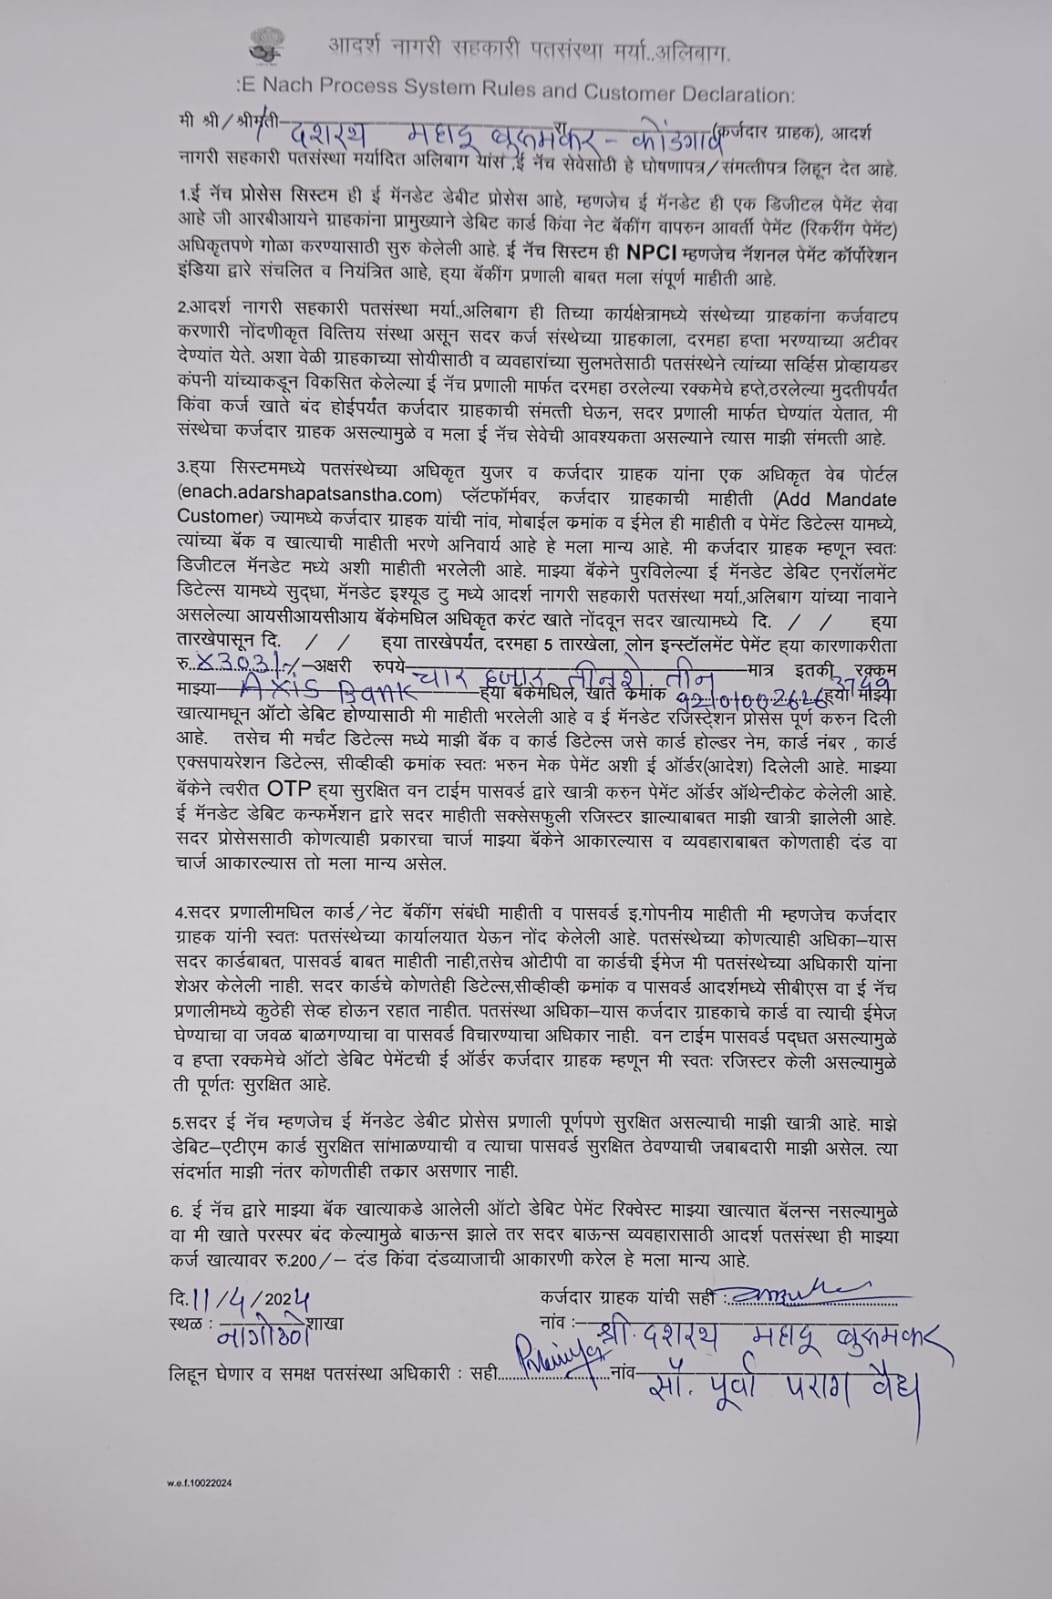 आदर्श नागरी सहकारी पतसंस्था मर्या..अलिबाग.
:E Nach Process System Rules and Customer Declaration:
मी श्री/श्रीमती दशरथ महादू बुरुमकर - कोंडगाव रा (कर्जदार ग्राहक), आदर्श
नागरी सहकारी पतसंस्था मर्यादित अलिबाग यांस ,ई नॅच सेवेसाठी हे घोषणापत्र/संमत्तीपत्र लिहून देत आहे.
1.ई नॅच प्रोसेस सिस्टम ही ई मॅनडेट डेबीट प्रोसेस आहे, म्हणजेच ई मॅनडेट ही एक डिजीटल पेमेंट सेवा
आहे जी आरबीआयने ग्राहकांना प्रामुख्याने डेबिट कार्ड किंवा नेट बॅकींग वापरुन आवर्ती पेमेंट (रिकरींग पेमेंट)
अधिकृतपणे गोळा करण्यासाठी सुरु केलेली आहे. ई नॅच सिस्टम ही NPCI म्हणजेच नॅशनल पेमेंट कॉर्पोरेशन
इंडिया द्वारे संचलित व नियंत्रित आहे, ह्या बॅकींग प्रणाली बाबत मला संपूर्ण माहीती आहे.
2.आदर्श नागरी सहकारी पतसंस्था मर्या.,अलिबाग ही तिच्या कार्यक्षेत्रामध्ये संस्थेच्या ग्राहकांना कर्जवाटप
करणारी नोंदणीकृत वित्तिय संस्था असून सदर कर्ज संस्थेच्या ग्राहकाला, दरमहा हप्ता भरण्याच्या अटीवर
देण्यांत येते. अशा वेळी ग्राहकाच्या सोयीसाठी व व्यवहारांच्या सुलभतेसाठी पतसंस्थेने त्यांच्या सर्व्हिस प्रोव्हायडर
कंपनी यांच्याकडून विकसित केलेल्या ई नॅच प्रणाली मार्फत दरमहा ठरलेल्या रक्कमेचे हप्ते,ठरलेल्या मुदतीपर्यंत
किंवा कर्ज खाते बंद होईपर्यंत कर्जदार ग्राहकाची संमत्ती घेऊन, सदर प्रणाली मार्फत घेण्यांत येतात, मी
संस्थेचा कर्जदार ग्राहक असल्यामुळे व मला ई नॅच सेवेची आवश्यकता असल्याने त्यास माझी संमत्ती आहे.
3.ह्या सिस्टममध्ये पतसंस्थेच्या अधिकृत युजर व कर्जदार ग्राहक यांना एक अधिकृत वेब पोर्टल
(enach.adarshapatsanstha.com) प्लॅटफॉर्मवर, कर्जदार ग्राहकाची माहीती (Add Mandate
Customer) ज्यामध्ये कर्जदार ग्राहक यांची नांव, मोबाईल क्रमांक व ईमेल ही माहीती व पेमेंट डिटेल्स यामध्ये,
त्यांच्या बॅक व खात्याची माहीती भरणे अनिवार्य आहे हे मला मान्य आहे. मी कर्जदार ग्राहक म्हणून स्वतः
डिजीटल मॅनडेट मध्ये अशी माहीती भरलेली आहे. माझ्या बॅकेने पुरविलेल्या ई मॅनडेट डेबिट एनरॉलमेंट
डिटेल्स यामध्ये सुद्धा, मॅनडेट इश्यूड टु मध्ये आदर्श नागरी सहकारी पतसंस्था मर्या.,अलिबाग यांच्या नावाने
असलेल्या आयसीआयसीआय बॅकेमधिल अधिकृत करंट खाते नोंदवून सदर खात्यामध्ये दि. / / ह्या
तारखेपासून दि. / / ह्या तारखेपर्यंत, दरमहा 5 तारखेला, लोन इन्स्टॉलमेंट पेमेंट ह्या कारणाकरीता
रु. ४303/- /–अक्षरी रुपये चार हजार तीनशे तीन मात्र इतकी रक्कम
माझ्या Axis Bank ह्या बॅकेमधिल, खाते क्रमांक 921010026263749 ह्या माझ्या
खात्यामधून ऑटो डेबिट होण्यासाठी मी माहीती भरलेली आहे व ई मॅनडेट रजिस्ट्रेशन प्रोसेस पूर्ण करुन दिली
आहे. तसेच मी मर्चंट डिटेल्स मध्ये माझी बॅक व कार्ड डिटेल्स जसे कार्ड होल्डर नेम, कार्ड नंबर , कार्ड
एक्सपायरेशन डिटेल्स, सीव्हीव्ही क्रमांक स्वतः भरुन मेक पेमेंट अशी ई ऑर्डर(आदेश) दिलेली आहे. माझ्या
बॅकेने त्वरीत OTP ह्या सुरक्षित वन टाईम पासवर्ड द्वारे खात्री करुन पेमेंट ऑर्डर ऑथेन्टीकेट केलेली आहे.
ई मॅनडेट डेबिट कन्फर्मेशन द्वारे सदर माहीती सक्सेसफुली रजिस्टर झाल्याबाबत माझी खात्री झालेली आहे.
सदर प्रोसेससाठी कोणत्याही प्रकारचा चार्ज माझ्या बॅकेने आकारल्यास व व्यवहाराबाबत कोणताही दंड वा
चार्ज आकारल्यास तो मला मान्य असेल.
4.सदर प्रणालीमधिल कार्ड/नेट बॅकींग संबंधी माहीती व पासवर्ड इ.गोपनीय माहीती मी म्हणजेच कर्जदार
ग्राहक यांनी स्वतः पतसंस्थेच्या कार्यालयात येऊन नोंद केलेली आहे. पतसंस्थेच्या कोणत्याही अधिका–यास
सदर कार्डबाबत, पासवर्ड बाबत माहीती नाही,तसेच ओटीपी वा कार्डची ईमेज मी पतसंस्थेच्या अधिकारी यांना
शेअर केलेली नाही. सदर कार्डचे कोणतेही डिटेल्स,सीव्हीव्ही क्रमांक व पासवर्ड आदर्शमध्ये सीबीएस वा ई नॅच
प्रणालीमध्ये कुठेही सेव्ह होऊन रहात नाहीत. पतसंस्था अधिका–यास कर्जदार ग्राहकाचे कार्ड वा त्याची ईमेज
घेण्याचा वा जवळ बाळगण्याचा वा पासवर्ड विचारण्याचा अधिकार नाही. वन टाईम पासवर्ड पद्धत असल्यामुळे
व हप्ता रक्कमेचे ऑटो डेबिट पेमेंटची ई ऑर्डर कर्जदार ग्राहक म्हणून मी स्वतः रजिस्टर केली असल्यामुळे
ती पूर्णतः सुरक्षित आहे.
5.सदर ई नॅच म्हणजेच ई मॅनडेट डेबीट प्रोसेस प्रणाली पूर्णपणे सुरक्षित असल्याची माझी खात्री आहे. माझे
डेबिट–एटीएम कार्ड सुरक्षित सांभाळण्याची व त्याचा पासवर्ड सुरक्षित ठेवण्याची जबाबदारी माझी असेल. त्या
संदर्भात माझी नंतर कोणतीही तक्रार असणार नाही.
6. ई नॅच द्वारे माझ्या बॅक खात्याकडे आलेली ऑटो डेबिट पेमेंट रिक्वेस्ट माझ्या खात्यात बॅलन्स नसल्यामुळे
वा मी खाते परस्पर बंद केल्यामुळे बाऊन्स झाले तर सदर बाऊन्स व्यवहारासाठी आदर्श पतसंस्था ही माझ्या
कर्ज खात्यावर रु.200/– दंड किंवा दंडव्याजाची आकारणी करेल हे मला मान्य आहे.
दि.11/4/2024 कर्जदार ग्राहक यांची सही :
स्थळ : नागोठणे शाखा नांव :– श्री. दशरथ महादू बुरुमकर
लिहून घेणार व समक्ष पतसंस्था अधिकारी : सही नांव सौ. पूर्वा पराग वैद्य
w.e.f.10022024